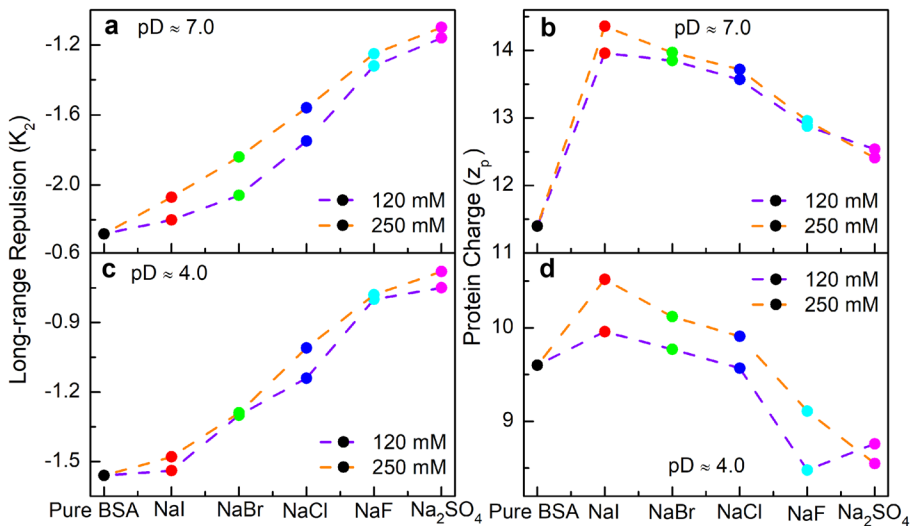 a
pD ≈ 7.0
Long-range Repulsion (K₂)
-1.2
-1.6
-2.0
120 mM
250 mM
b
pD ≈ 7.0
Protein Charge (zₚ)
14
13
12
11
120 mM
250 mM
c
pD ≈ 4.0
-0.6
-0.9
-1.2
-1.5
120 mM
250 mM
Pure BSA NaI NaBr NaCl NaF Na₂SO₄
d
10
9
120 mM
250 mM
pD ≈ 4.0
Pure BSA NaI NaBr NaCl NaF Na₂SO₄